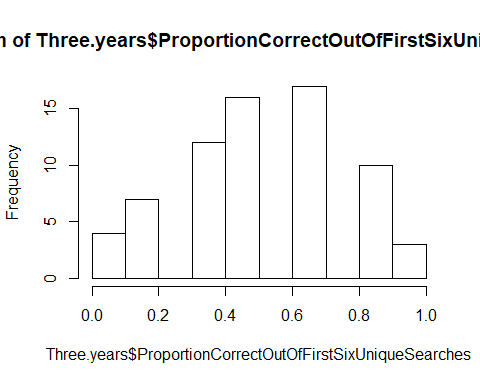 n of Three.years$ProportionCorrectOutOfFirstSixUni
Frequency
15
10
5
0
0.0 0.2 0.4 0.6 0.8 1.0
Three.years$ProportionCorrectOutOfFirstSixUniqueSearches